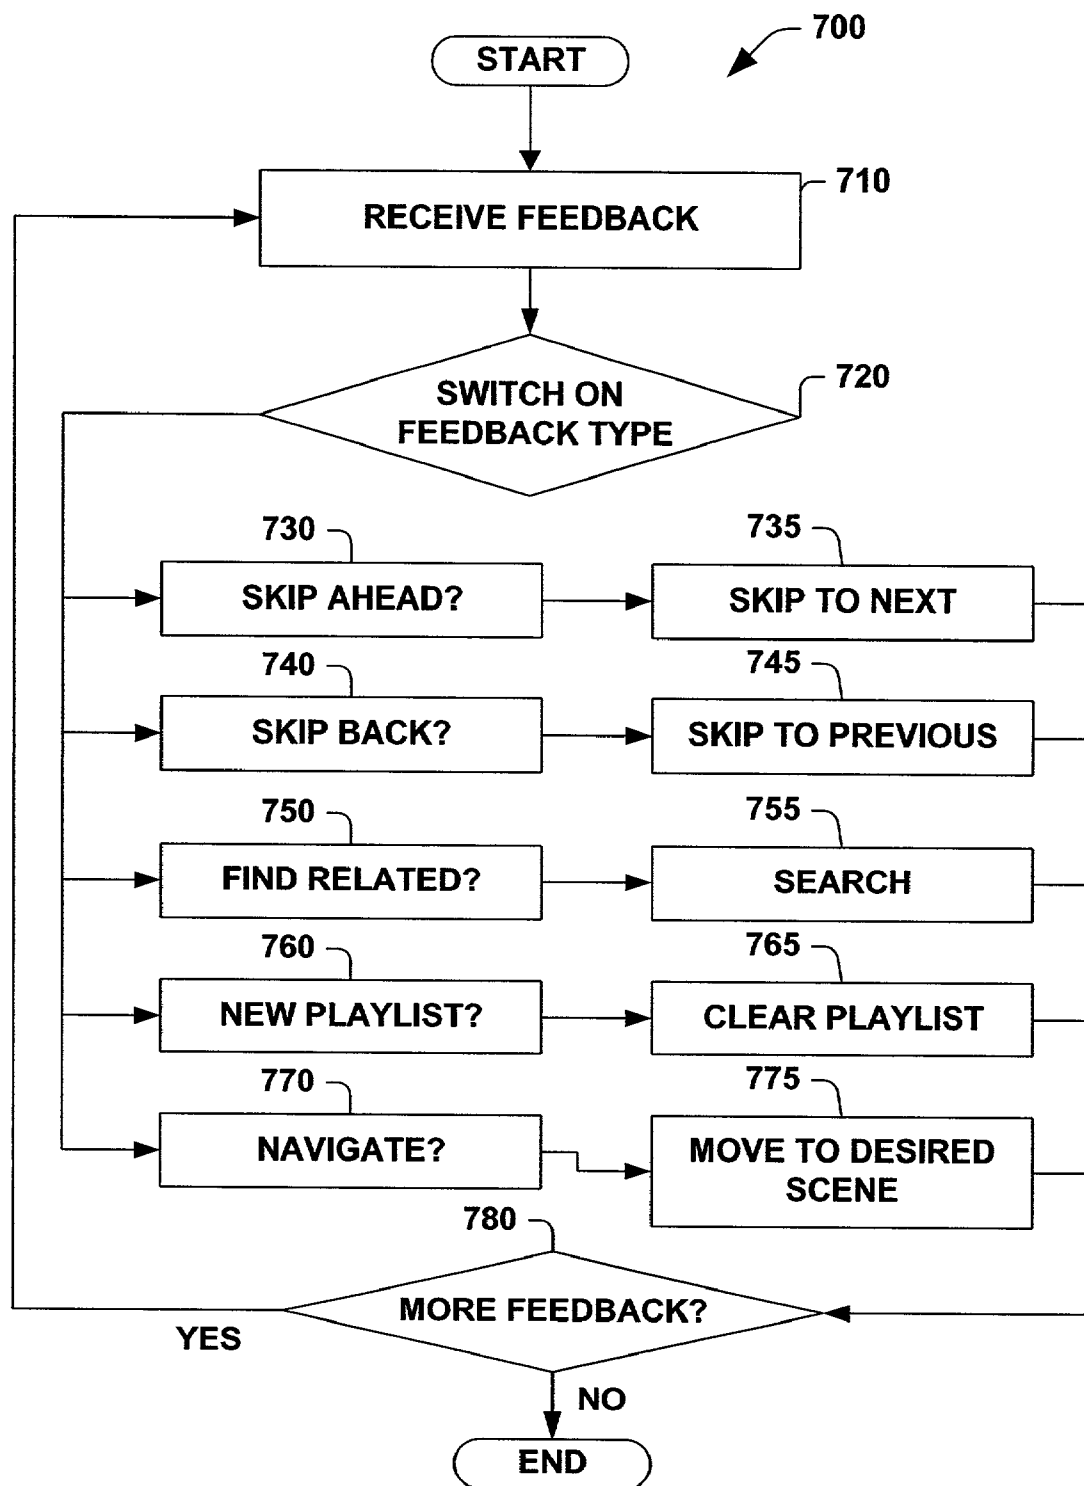 700
START
710
RECEIVE FEEDBACK
720
SWITCH ON
FEEDBACK TYPE
730
735
SKIP AHEAD?
SKIP TO NEXT
740
745
SKIP BACK?
SKIP TO PREVIOUS
750
755
FIND RELATED?
SEARCH
760
765
NEW PLAYLIST?
CLEAR PLAYLIST
770
775
NAVIGATE?
MOVE TO DESIRED
SCENE
780
MORE FEEDBACK?
YES
NO
END